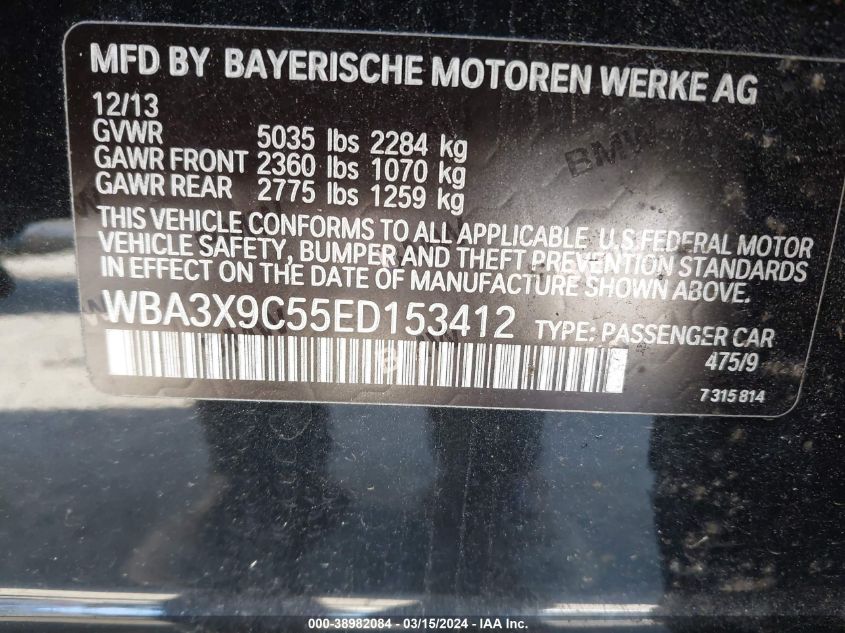 MFD BY BAYERISCHE MOTOREN WERKE AG
12/13
GVWR 5035 lbs 2284 kg
GAWR FRONT 2360 lbs 1070 kg
GAWR REAR 2775 lbs 1259 kg
THIS VEHICLE CONFORMS TO ALL APPLICABLE U.S. FEDERAL MOTOR
VEHICLE SAFETY, BUMPER AND THEFT PREVENTION STANDARDS
IN EFFECT ON THE DATE OF MANUFACTURE SHOWN ABOVE.
WBA3X9C55ED153412 TYPE: PASSENGER CAR
475/9
7 315 814
BMW
000-38982084 - 03/15/2024 - IAA Inc.